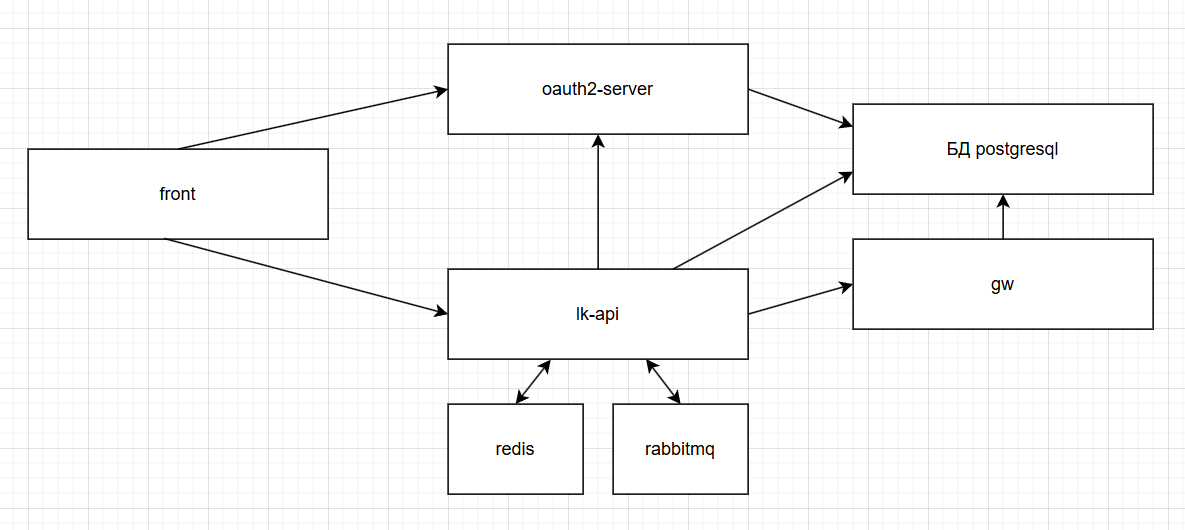 oauth2-server
БД postgresql
front
gw
lk-api
redis
rabbitmq